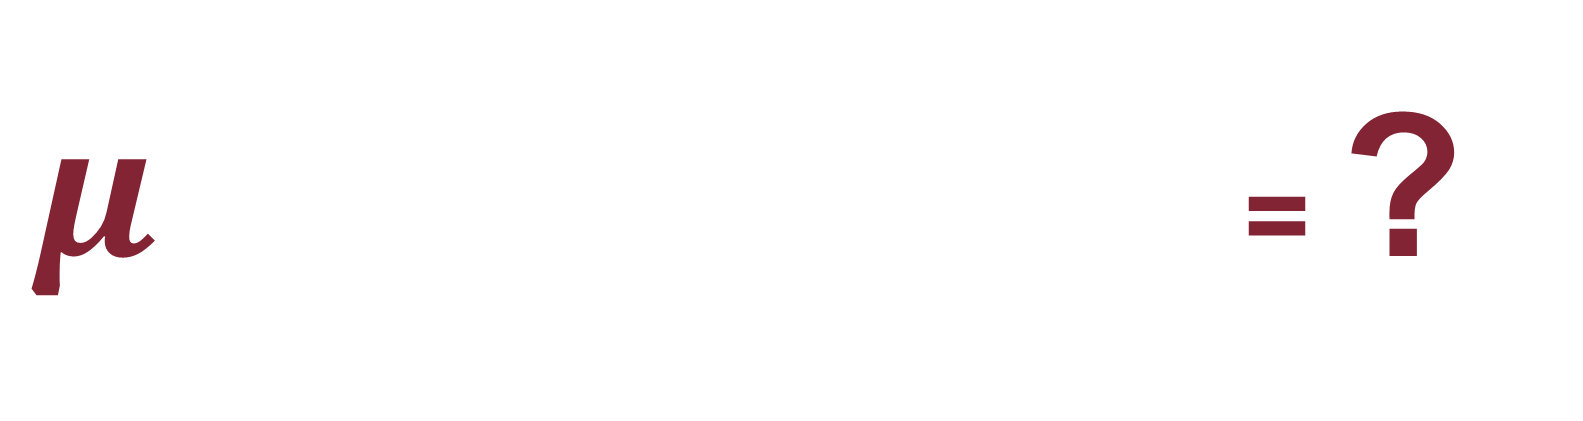 μ = ?